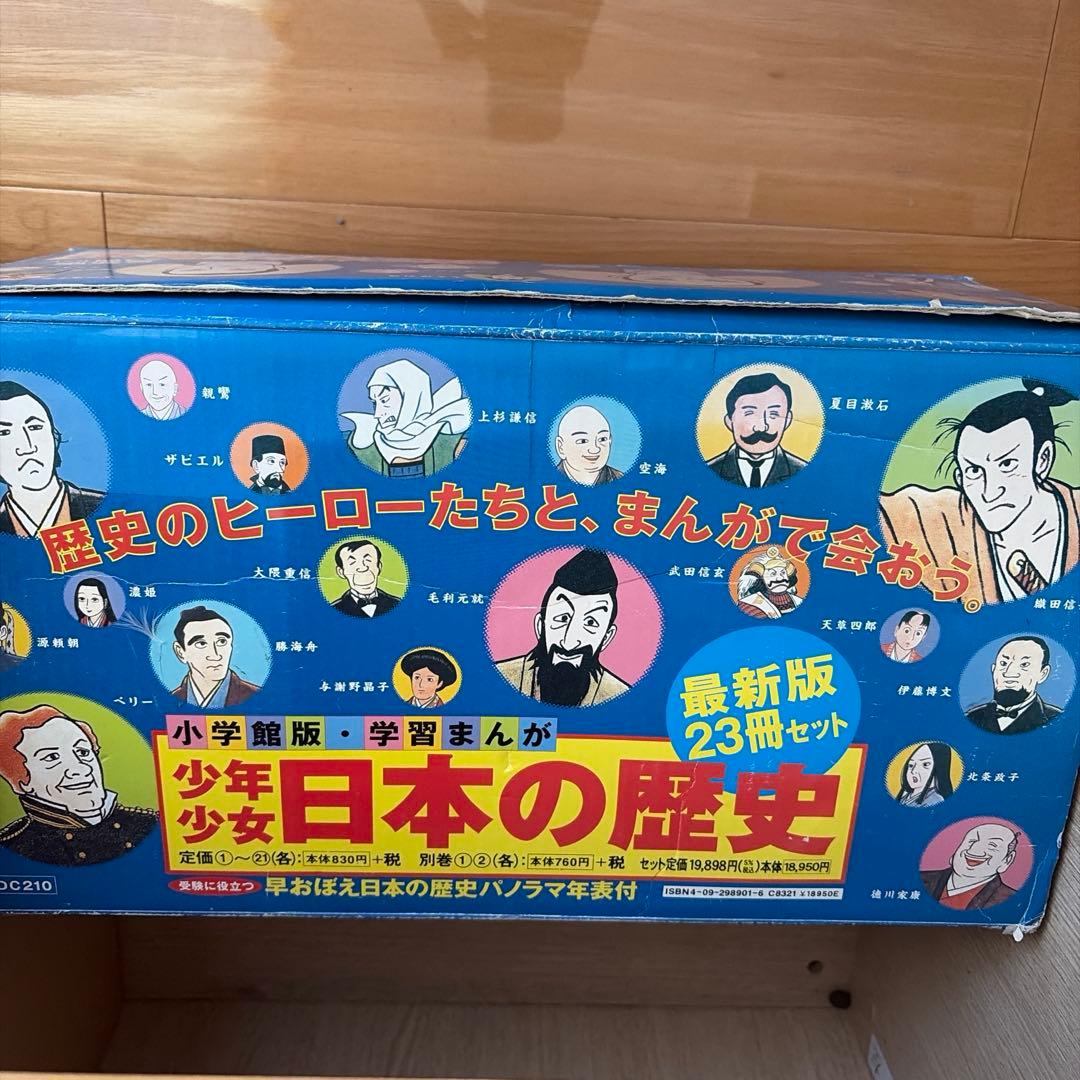 親鸞
上杉謙信
夏目漱石
ザビエル
空海
歴史のヒーローたちと、まんがで会おう。
大隈重信
武田信玄
濃姫
毛利元就
織田信
天草四郎
源頼朝
勝海舟
与謝野晶子
伊藤博文
ペリー
最新版
23冊セット
小学館版・学習まんが
少年
少女
日本の歴史
北条政子
定価①〜㉑(各):本体830円+税 別巻①②(各):本体760円+税 セット定価19,898円(5%税込)本体18,950円
DC210
受験に役立つ 早おぼえ日本の歴史パノラマ年表付
ISBN4-09-298901-6 C8321 ¥18950E
徳川家康